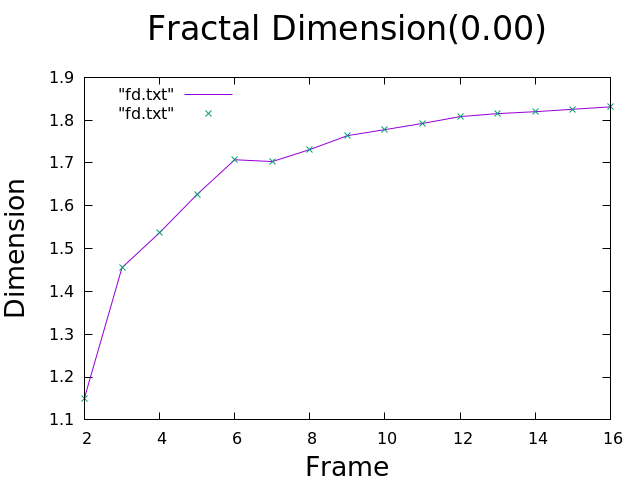 Fractal Dimension(0.00)
"fd.txt"
"fd.txt"
1.9
1.8
1.7
1.6
1.5
1.4
1.3
1.2
1.1
Dimension
2 4 6 8 10 12 14 16
Frame